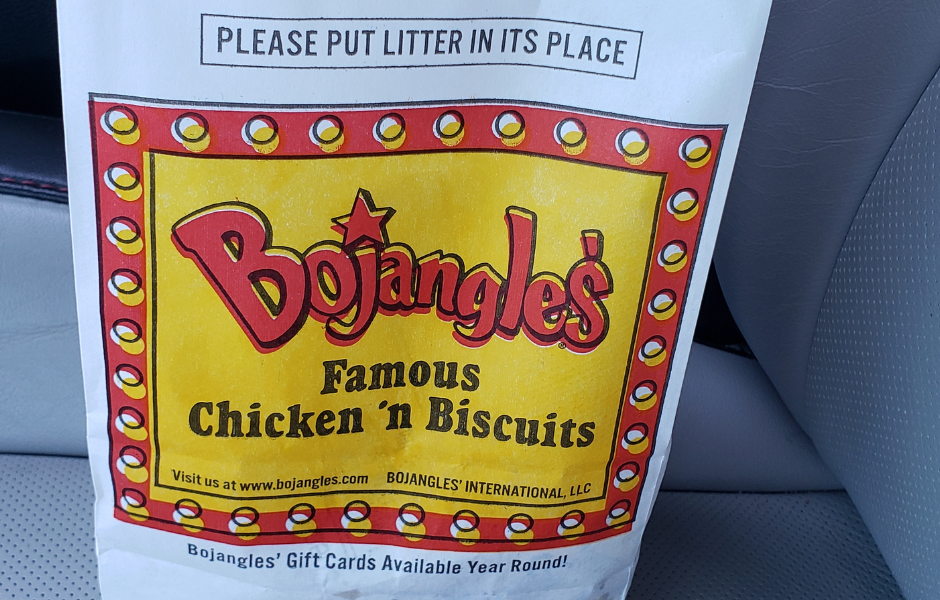 PLEASE PUT LITTER IN ITS PLACE
Bojangles'
Famous
Chicken 'n Biscuits
Visit us at www.bojangles.com BOJANGLES' INTERNATIONAL, LLC
Bojangles' Gift Cards Available Year Round!